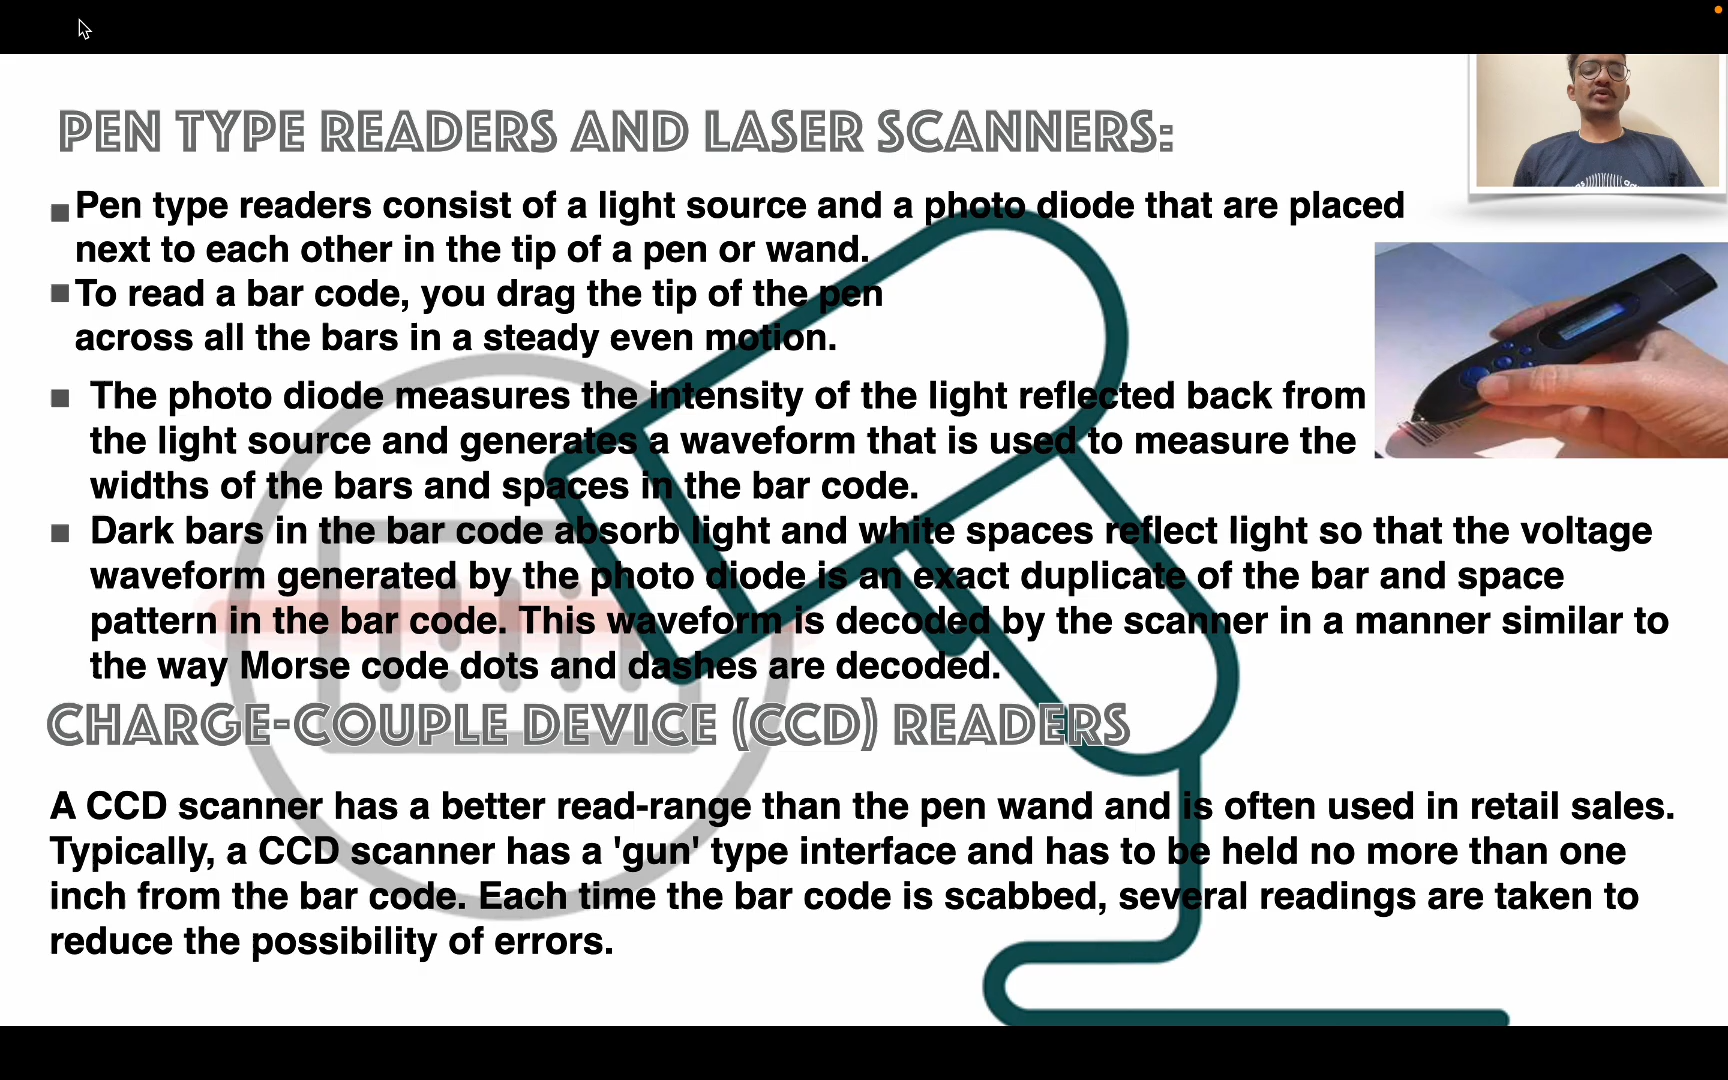 PEN TYPE READERS AND LASER SCANNERS:
Pen type readers consist of a light source and a photo diode that are placed
next to each other in the tip of a pen or wand.
To read a bar code, you drag the tip of the pen
across all the bars in a steady even motion.
The photo diode measures the intensity of the light reflected back from
the light source and generates a waveform that is used to measure the
widths of the bars and spaces in the bar code.
Dark bars in the bar code absorb light and white spaces reflect light so that the voltage
waveform generated by the photo diode is an exact duplicate of the bar and space
pattern in the bar code. This waveform is decoded by the scanner in a manner similar to
the way Morse code dots and dashes are decoded.
CHARGE-COUPLE DEVICE (CCD) READERS
A CCD scanner has a better read-range than the pen wand and is often used in retail sales.
Typically, a CCD scanner has a 'gun' type interface and has to be held no more than one
inch from the bar code. Each time the bar code is scabbed, several readings are taken to
reduce the possibility of errors.